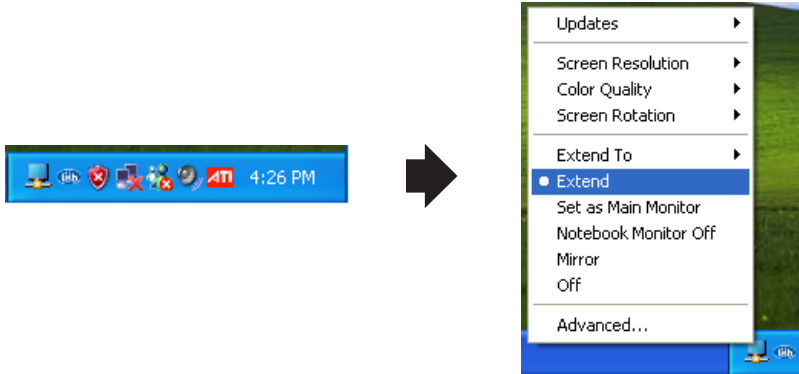 ATI 4:26 PM
Updates
Screen Resolution
Color Quality
Screen Rotation
Extend To
Extend
Set as Main Monitor
Notebook Monitor Off
Mirror
Off
Advanced...